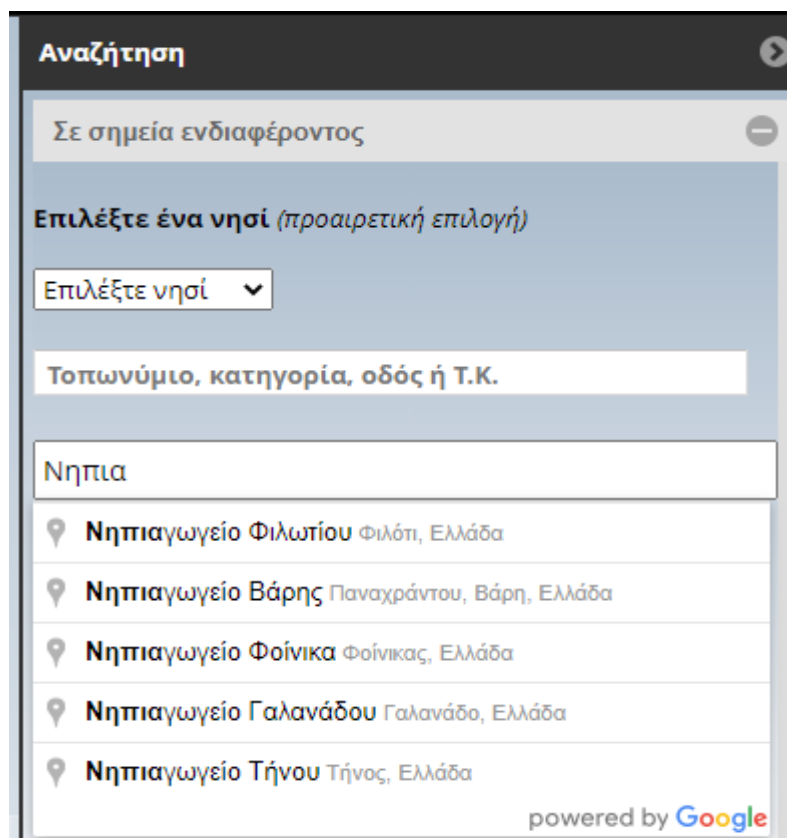 Αναζήτηση
Σε σημεία ενδιαφέροντος
Επιλέξτε ένα νησί (προαιρετική επιλογή)
Επιλέξτε νησί
Τοπωνύμιο, κατηγορία, οδός ή Τ.Κ.
Νηπια
Νηπιαγωγείο Φιλωτίου Φιλότι, Ελλάδα
Νηπιαγωγείο Βάρης Παναχράντου, Βάρη, Ελλάδα
Νηπιαγωγείο Φοίνικα Φοίνικας, Ελλάδα
Νηπιαγωγείο Γαλανάδου Γαλανάδο, Ελλάδα
Νηπιαγωγείο Τήνου Τήνος, Ελλάδα
powered by Google